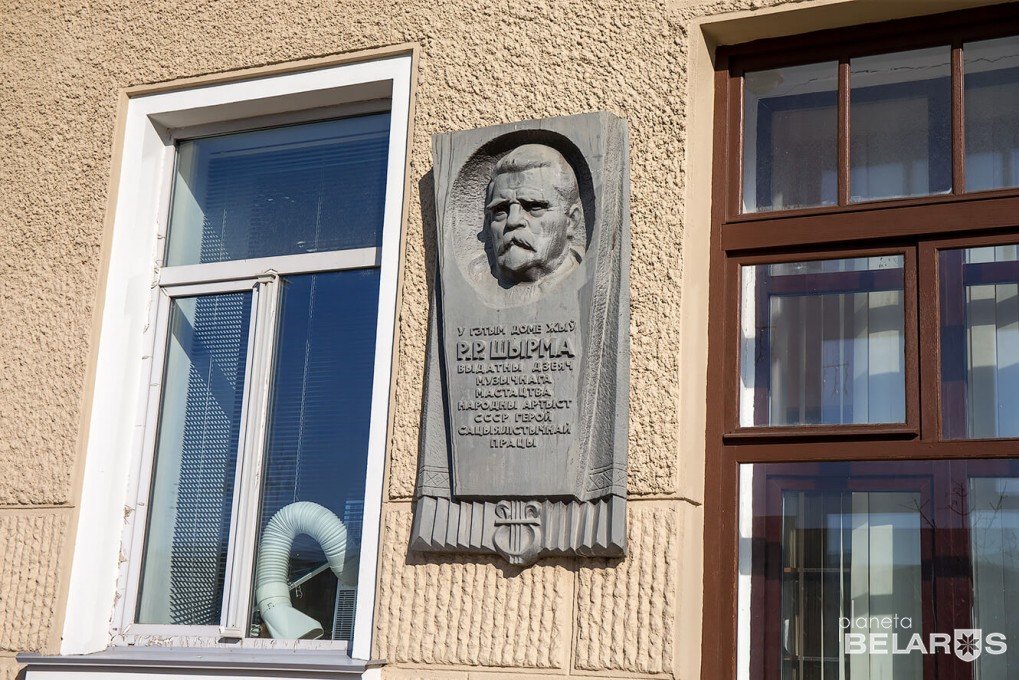 У ГЭТЫМ ДОМЕ ЖЫЎ
Р.Р. ШЫРМА
ВЫДАТНЫ ДЗЕЯЧ
МУЗЫЧНАГА
МАСТАЦТВА
НАРОДНЫ АРТЫСТ
СССР ГЕРОЙ
САЦЫЯЛІСТЫЧНАЙ
ПРАЦЫ
planeta
BELARUS